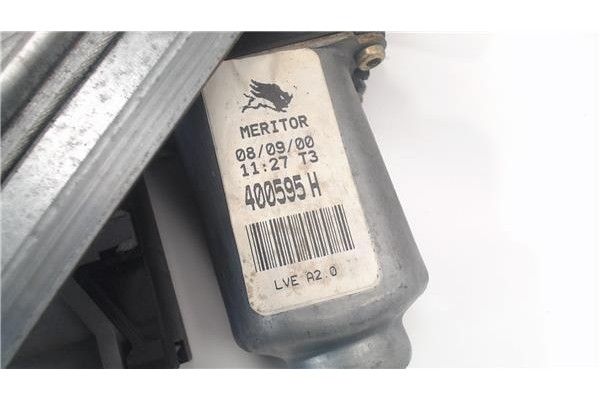 MERITOR
08/09/00
11:27 T3
400595 H
LVE A2.0